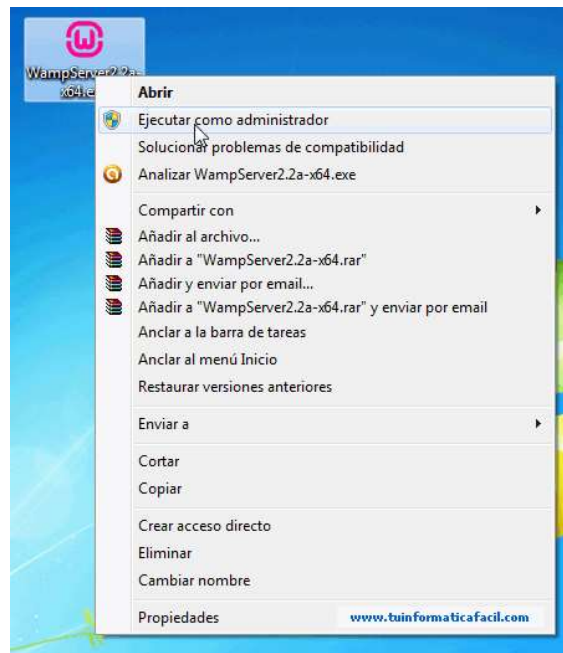 WampServer2.2a-
x64.e
Abrir
Ejecutar como administrador
Solucionar problemas de compatibilidad
Analizar WampServer2.2a-x64.exe
Compartir con
Añadir al archivo...
Añadir a "WampServer2.2a-x64.rar"
Añadir y enviar por email...
Añadir a "WampServer2.2a-x64.rar" y enviar por email
Anclar a la barra de tareas
Anclar al menú Inicio
Restaurar versiones anteriores
Enviar a
Cortar
Copiar
Crear acceso directo
Eliminar
Cambiar nombre
Propiedades
www.tuinformaticafacil.com